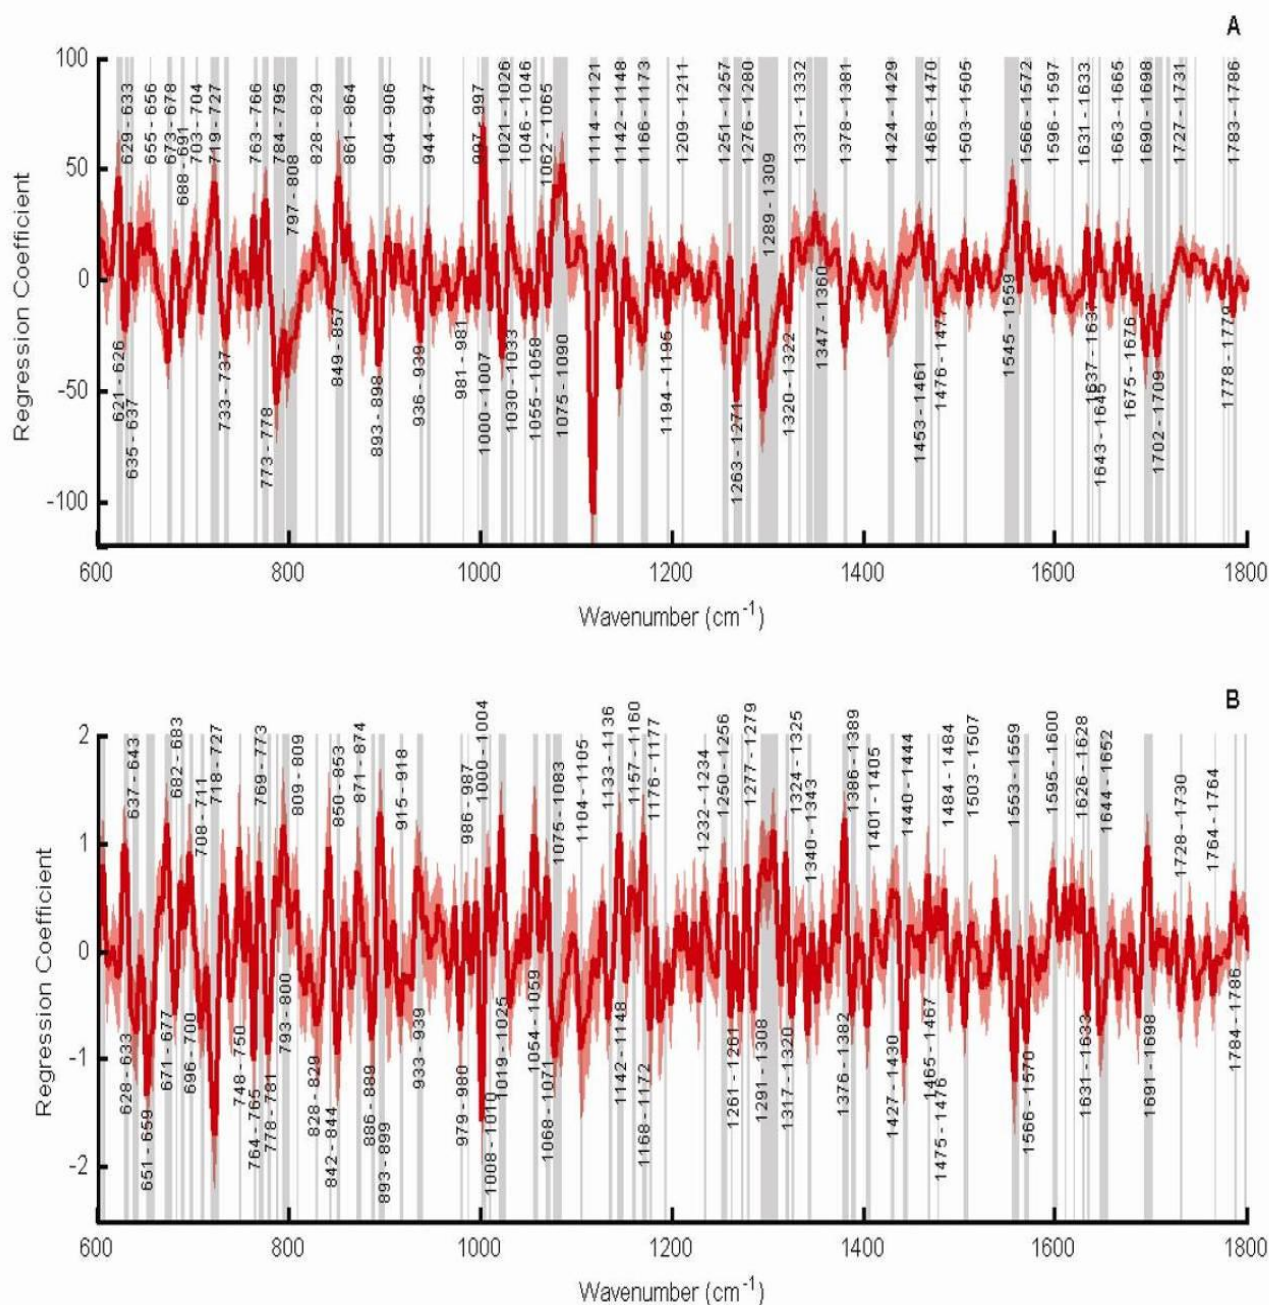 A
100
50
0
-50
-100
Regression Coefficient
629 - 633
655 - 656
673 - 678
688 - 691
703 - 704
719 - 727
763 - 766
784 - 795
797 - 808
828 - 829
861 - 864
904 - 906
944 - 947
997 - 997
1021 - 1026
1046 - 1046
1062 - 1065
1114 - 1121
1142 - 1148
1166 - 1173
1209 - 1211
1251 - 1257
1276 - 1280
1289 - 1309
1331 - 1332
1378 - 1381
1424 - 1429
1468 - 1470
1503 - 1505
1566 - 1572
1596 - 1597
1631 - 1633
1663 - 1665
1690 - 1698
1727 - 1731
1783 - 1786
621 - 626
635 - 637
733 - 737
773 - 778
849 - 857
893 - 898
936 - 939
981 - 981
1000 - 1007
1030 - 1033
1055 - 1058
1075 - 1090
1194 - 1195
1263 - 1271
1320 - 1322
1347 - 1360
1453 - 1461
1476 - 1477
1545 - 1559
1637 - 1637
1643 - 1645
1675 - 1676
1702 - 1709
1778 - 1779
600 800 1000 1200 1400 1600 1800
Wavenumber (cm-1)
B
2
1
0
-1
-2
Regression Coefficient
637 - 643
682 - 683
708 - 711
718 - 727
769 - 773
809 - 809
850 - 853
871 - 874
915 - 918
986 - 987
1000 - 1004
1075 - 1083
1104 - 1105
1133 - 1136
1157 - 1160
1176 - 1177
1232 - 1234
1250 - 1256
1277 - 1279
1324 - 1325
1340 - 1343
1386 - 1389
1401 - 1405
1440 - 1444
1484 - 1484
1503 - 1507
1553 - 1559
1595 - 1600
1626 - 1628
1644 - 1652
1728 - 1730
1764 - 1764
628 - 633
651 - 659
671 - 677
696 - 700
748 - 750
764 - 765
778 - 781
793 - 800
828 - 829
842 - 844
886 - 889
893 - 899
933 - 939
979 - 980
1008 - 1010
1019 - 1025
1054 - 1059
1068 - 1071
1142 - 1148
1168 - 1172
1261 - 1261
1291 - 1308
1317 - 1320
1376 - 1382
1427 - 1430
1465 - 1467
1475 - 1476
1566 - 1570
1631 - 1633
1691 - 1698
1784 - 1786
600 800 1000 1200 1400 1600 1800
Wavenumber (cm-1)